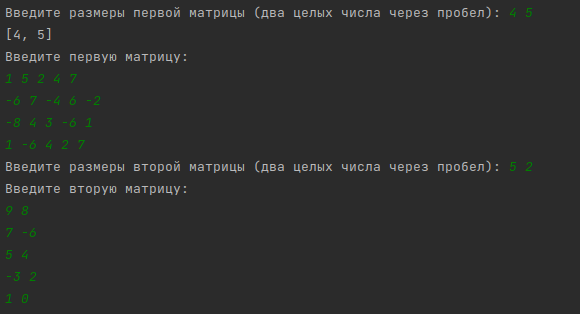 Введите размеры первой матрицы (два целых числа через пробел): 4 5
[4, 5]
Введите первую матрицу:
1 5 2 4 7
-6 7 -4 6 -2
-8 4 3 -6 1
1 -6 4 2 7
Введите размеры второй матрицы (два целых числа через пробел): 5 2
Введите вторую матрицу:
9 8
7 -6
5 4
-3 2
1 0